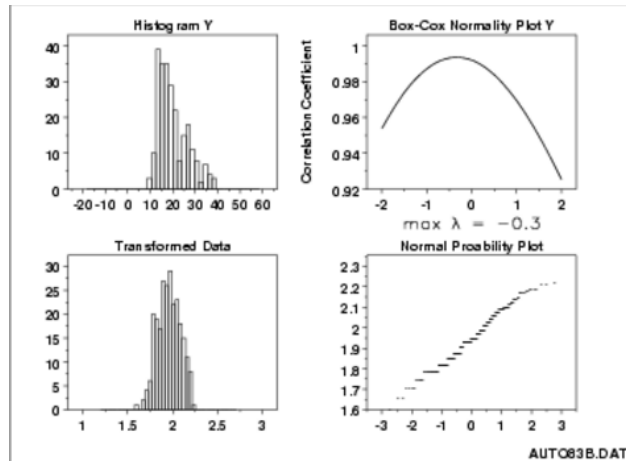 Histogram Y
40
30
20
10
0
-20 -10 0 10 20 30 40 50 60
Box-Cox Normality Plot Y
Correlation Coefficient
1
0.98
0.96
0.94
0.92
-2 -1 0 1 2
max λ = -0.3
Transformed Data
30
25
20
15
10
5
0
1 1.5 2 2.5 3
Normal Proability Plot
2.3
2.2
2.1
2
1.9
1.8
1.7
1.6
-3 -2 -1 0 1 2 3
AUTO83B.DAT